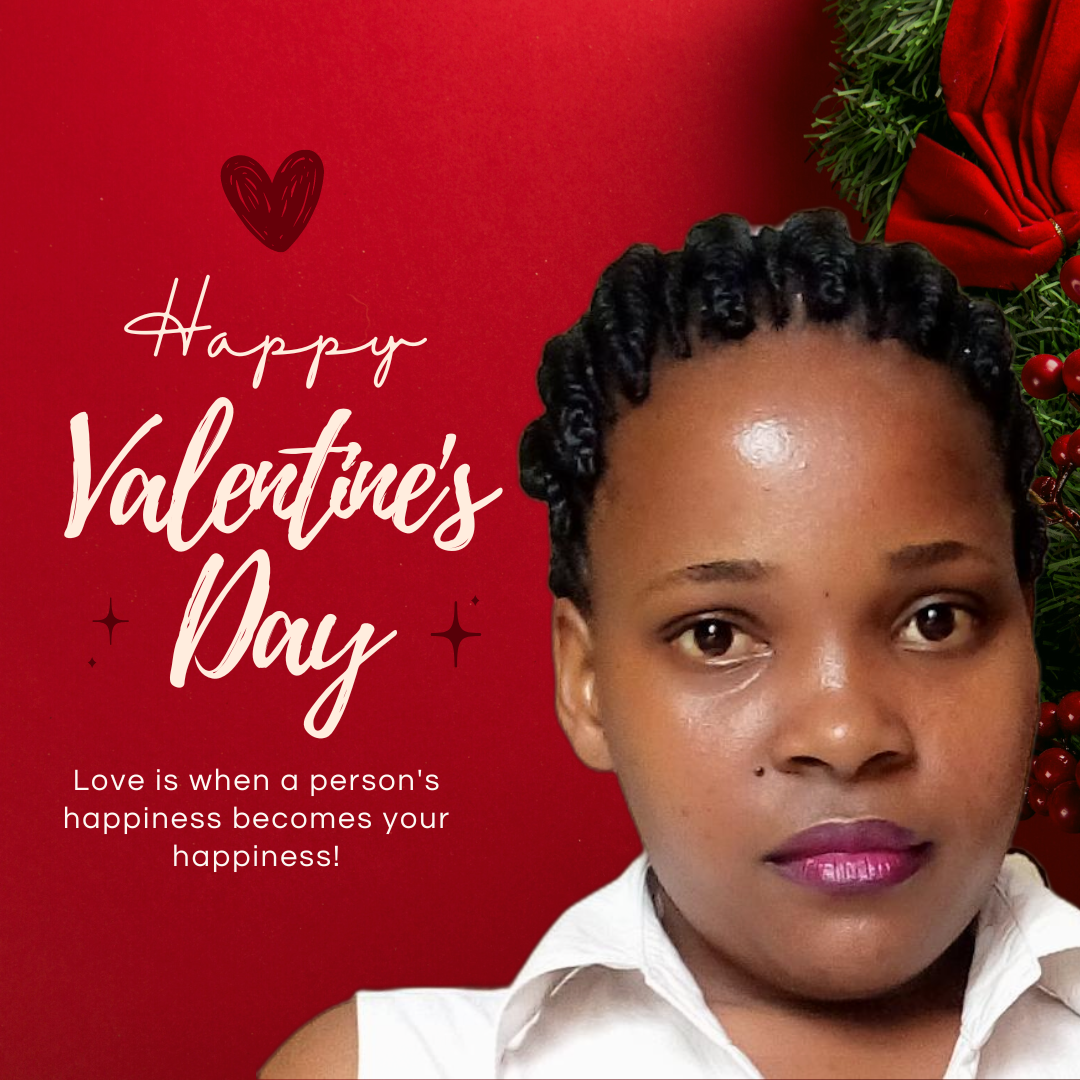 Happy
Valentine's
Day
Love is when a person's
happiness becomes your
happiness!